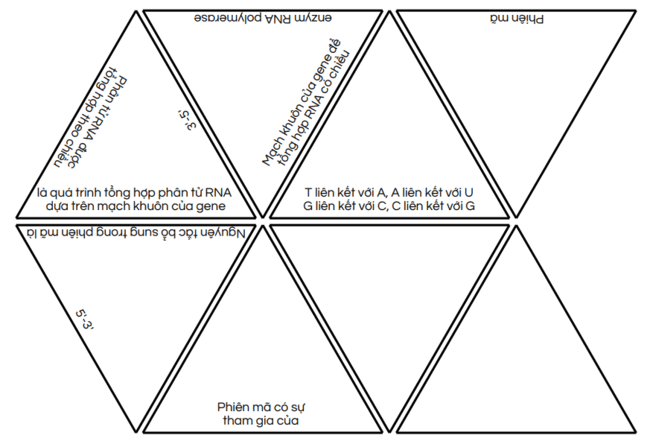 enzym RNA polymerase
Phiên mã
Phân tử RNA được
tổng hợp theo chiều
3'-5'
Mạch khuôn của gene để
tổng hợp RNA có chiều
là quá trình tổng hợp phân tử RNA
dựa trên mạch khuôn của gene
T liên kết với A, A liên kết với U
G liên kết với C, C liên kết với G
Nguyên tắc bổ sung trong phiên mã là
5'-3'
Phiên mã có sự
tham gia của